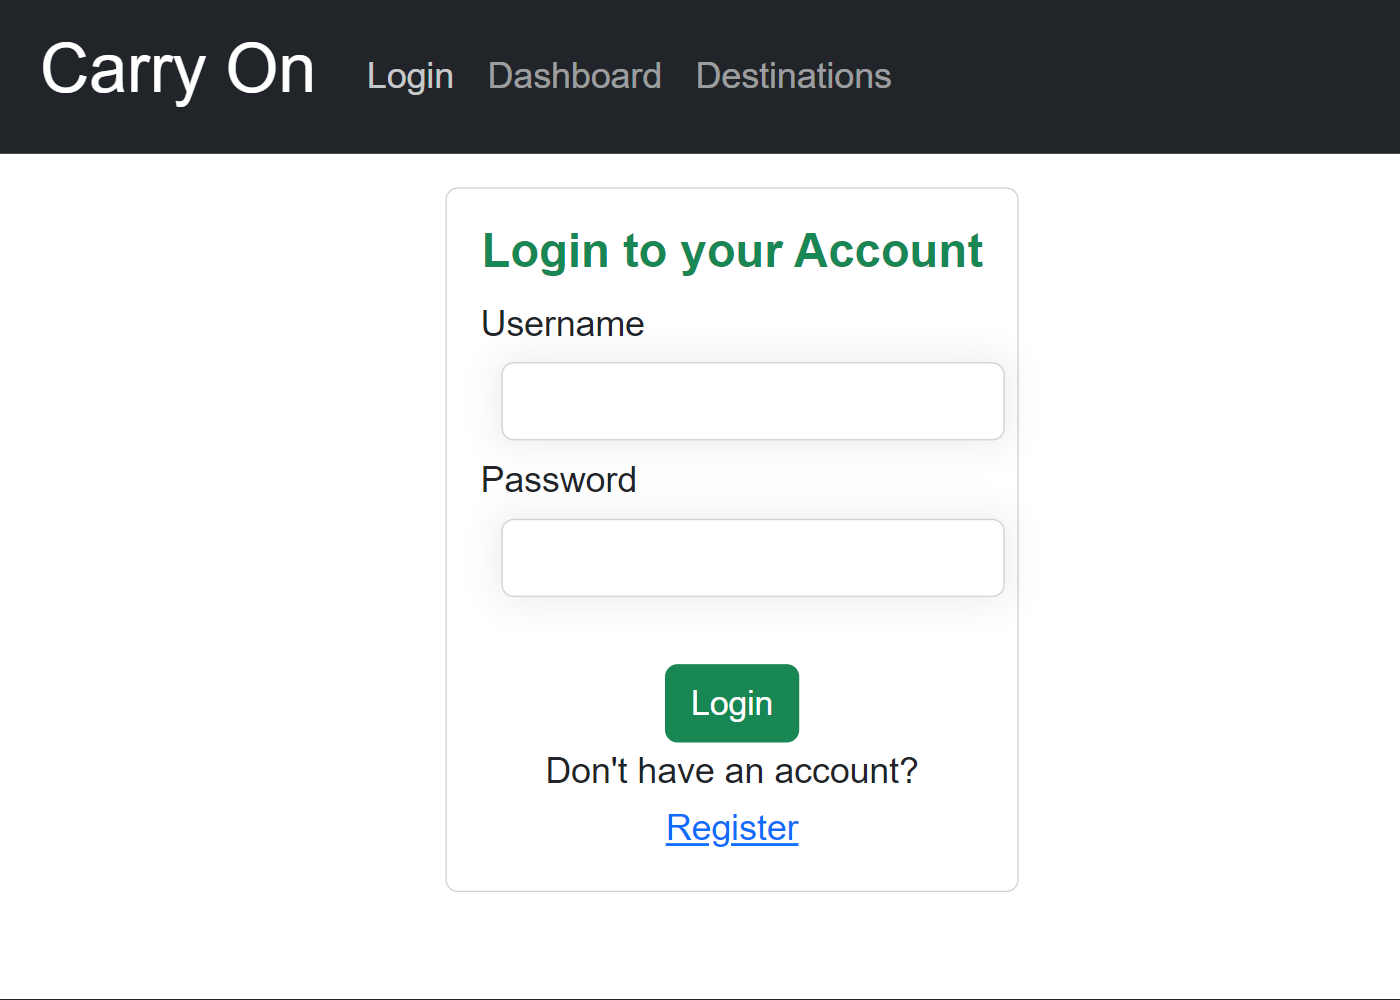 Carry On Login Dashboard Destinations
Login to your Account
Username
Password
Login
Don't have an account?
Register